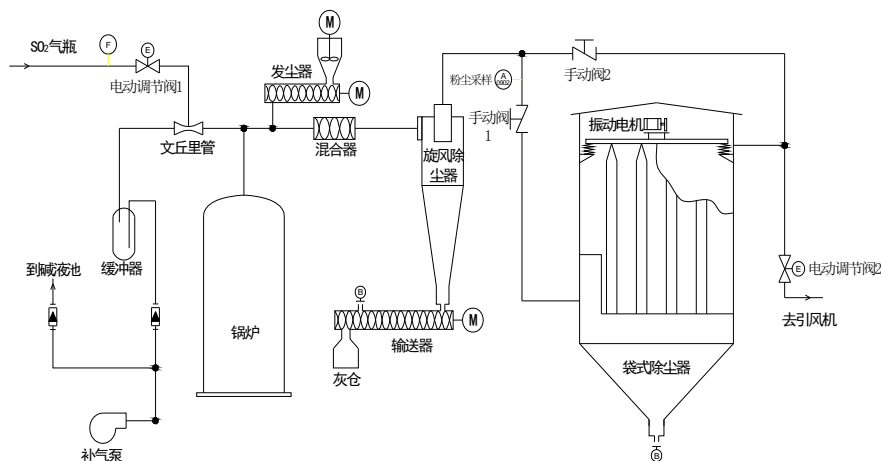 M
SO₂气瓶
F
E
电动调节阀1
发尘器
M
粉尘采样
A
0902
手动阀2
手动阀
1
振动电机
文丘里管
混合器
旋风除
尘器
缓冲器
到碱液池
E
电动调节阀2
B
去引风机
M
锅炉
输送器
灰仓
袋式除尘器
补气泵
B